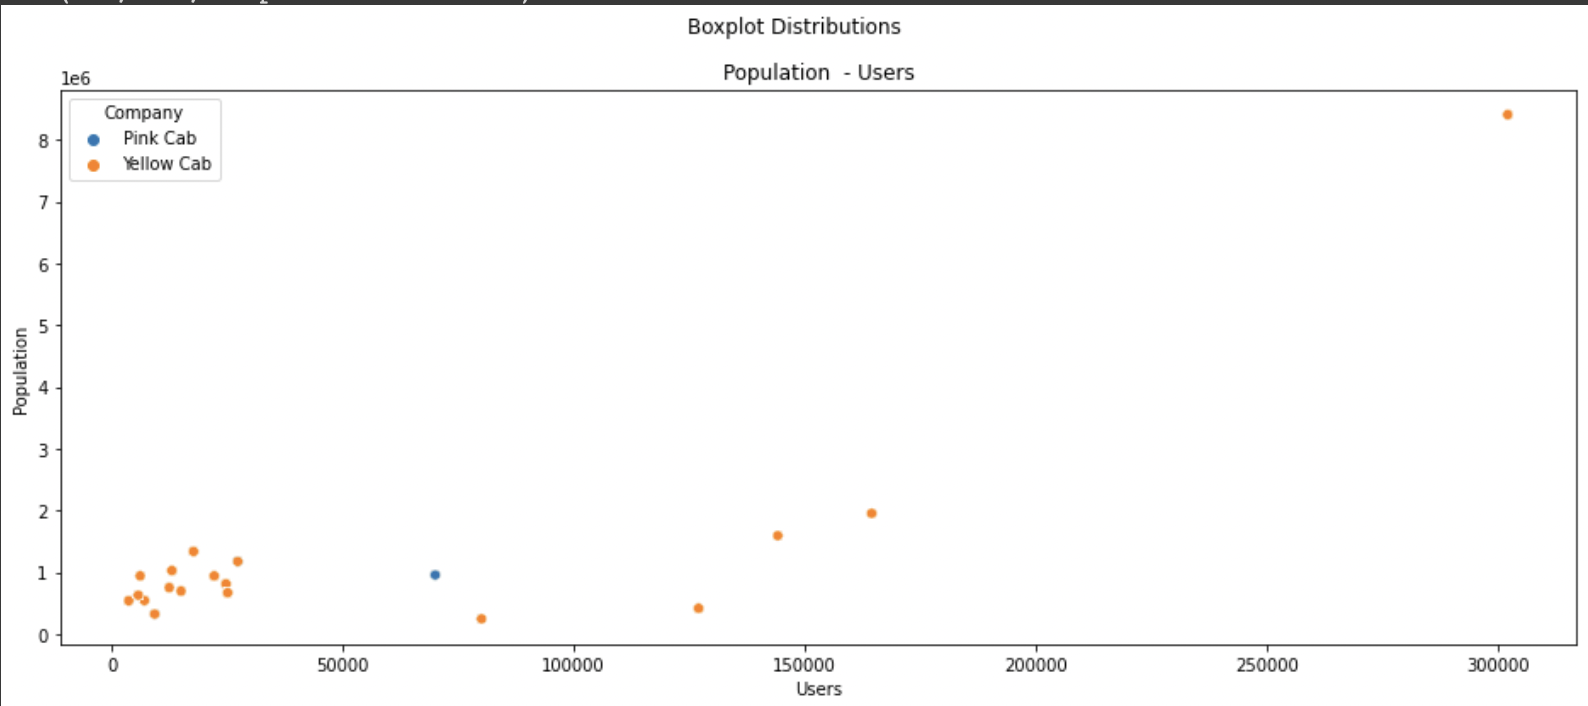 Boxplot Distributions
Population - Users
1e6
Company
Pink Cab
Yellow Cab
8
7
6
5
4
3
2
1
0
Population
0 50000 100000 150000 200000 250000 300000
Users